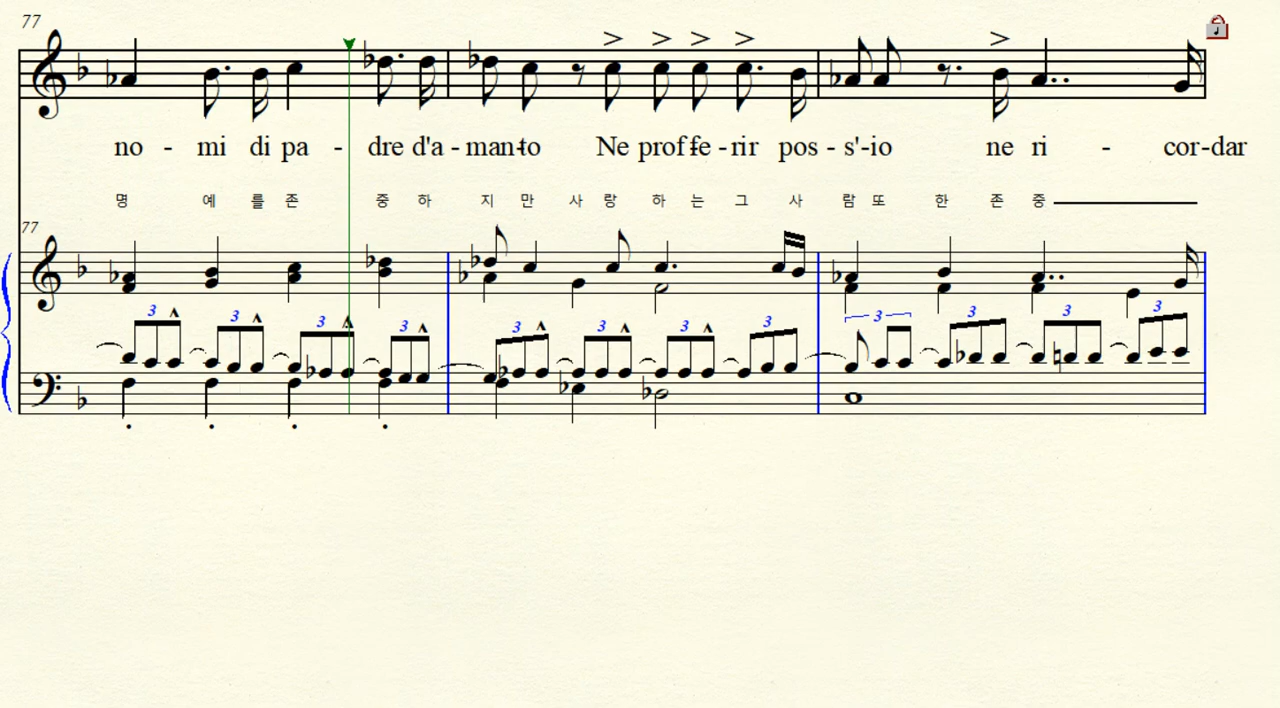 77
no - mi di pa - dre d'a - man-to Ne prof-fe - rir pos - s'-io ne ri - cor-dar
명 예 를 존 중 하 지 만 사 랑 하 는 그 사 람 또 한 존 중
77
3 3 3 3 3 3 3 3 3 3 3 3